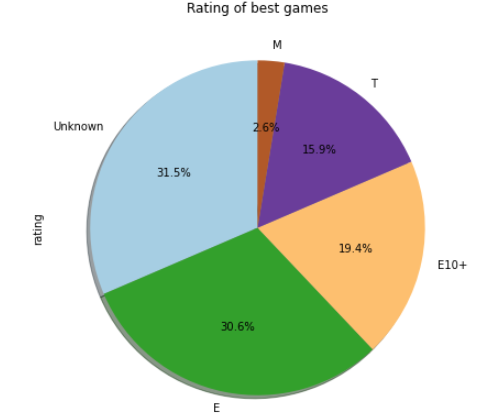 Rating of best games
M
T
Unknown
2.6%
15.9%
31.5%
rating
19.4%
E10+
30.6%
E